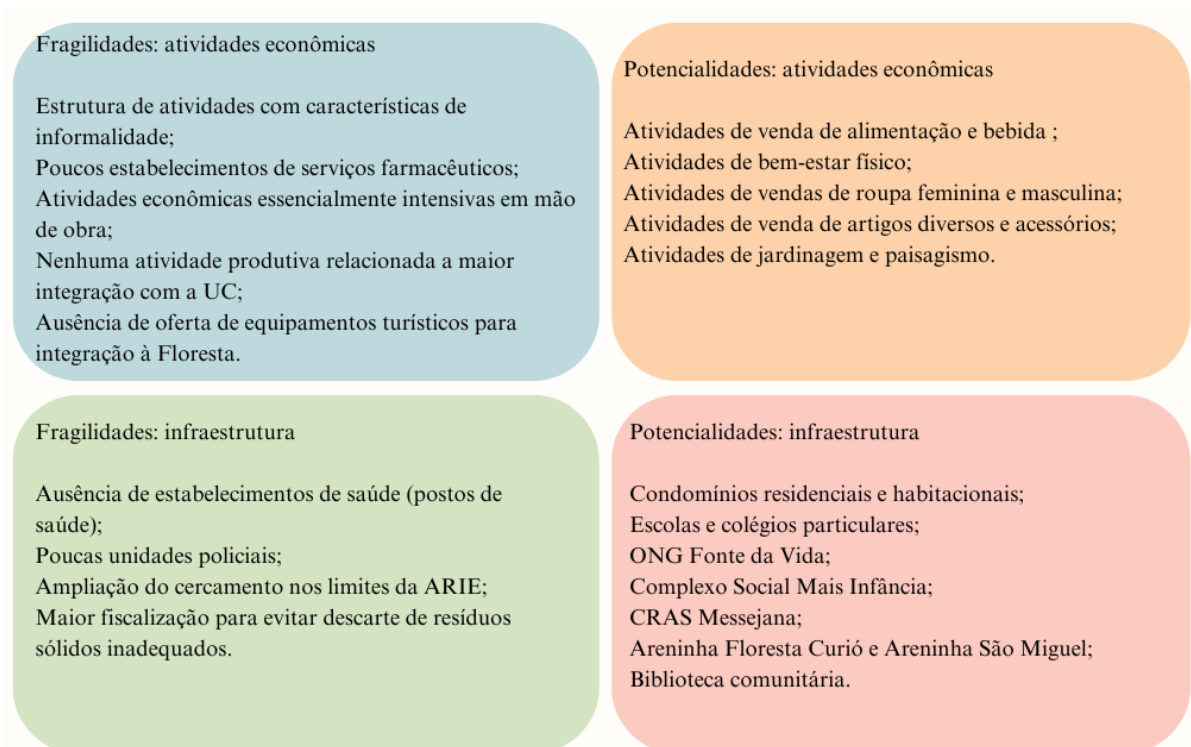 Fragilidades: atividades econômicas
Estrutura de atividades com características de
informalidade;
Poucos estabelecimentos de serviços farmacêuticos;
Atividades econômicas essencialmente intensivas em mão
de obra;
Nenhuma atividade produtiva relacionada a maior
integração com a UC;
Ausência de oferta de equipamentos turísticos para
integração à Floresta.
Potencialidades: atividades econômicas
Atividades de venda de alimentação e bebida ;
Atividades de bem-estar físico;
Atividades de vendas de roupa feminina e masculina;
Atividades de venda de artigos diversos e acessórios;
Atividades de jardinagem e paisagismo.
Fragilidades: infraestrutura
Ausência de estabelecimentos de saúde (postos de
saúde);
Poucas unidades policiais;
Ampliação do cercamento nos limites da ARIE;
Maior fiscalização para evitar descarte de resíduos
sólidos inadequados.
Potencialidades: infraestrutura
Condomínios residenciais e habitacionais;
Escolas e colégios particulares;
ONG Fonte da Vida;
Complexo Social Mais Infância;
CRAS Messejana;
Areninha Floresta Curió e Areninha São Miguel;
Biblioteca comunitária.